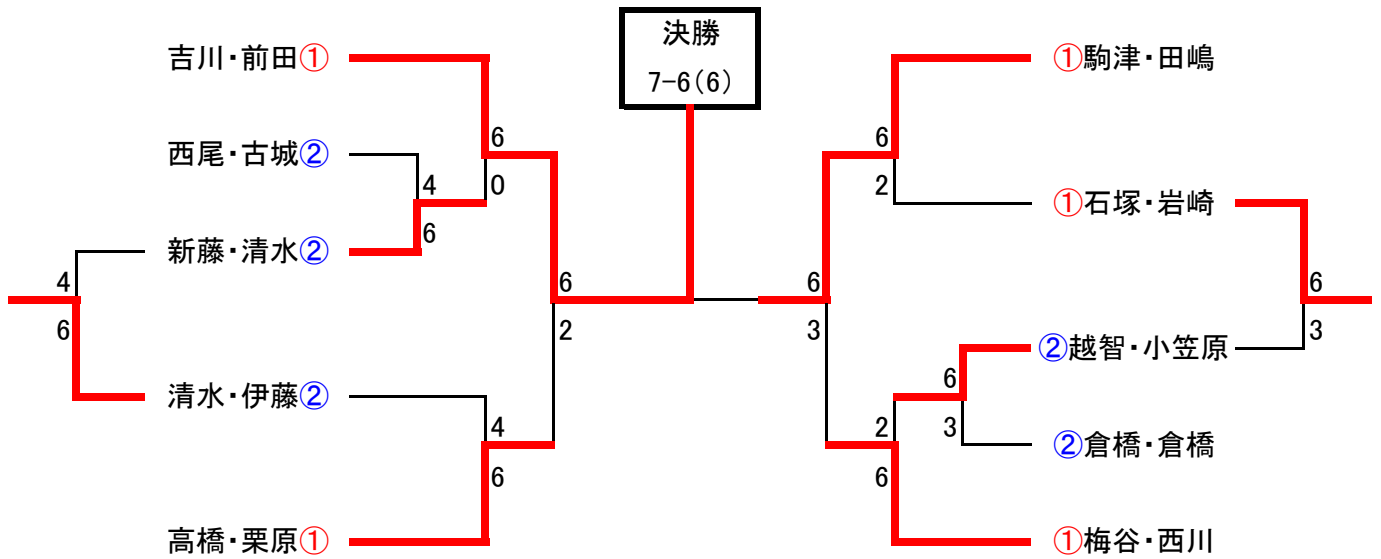 決勝
7-6(6)
吉川・前田①
6
西尾・古城②
4
0
新藤・清水②
6
4
6
6
2
清水・伊藤②
4
6
高橋・栗原①
①駒津・田嶋
6
2
①石塚・岩崎
6
3
6
3
②越智・小笠原
6
3
②倉橋・倉橋
2
6
①梅谷・西川